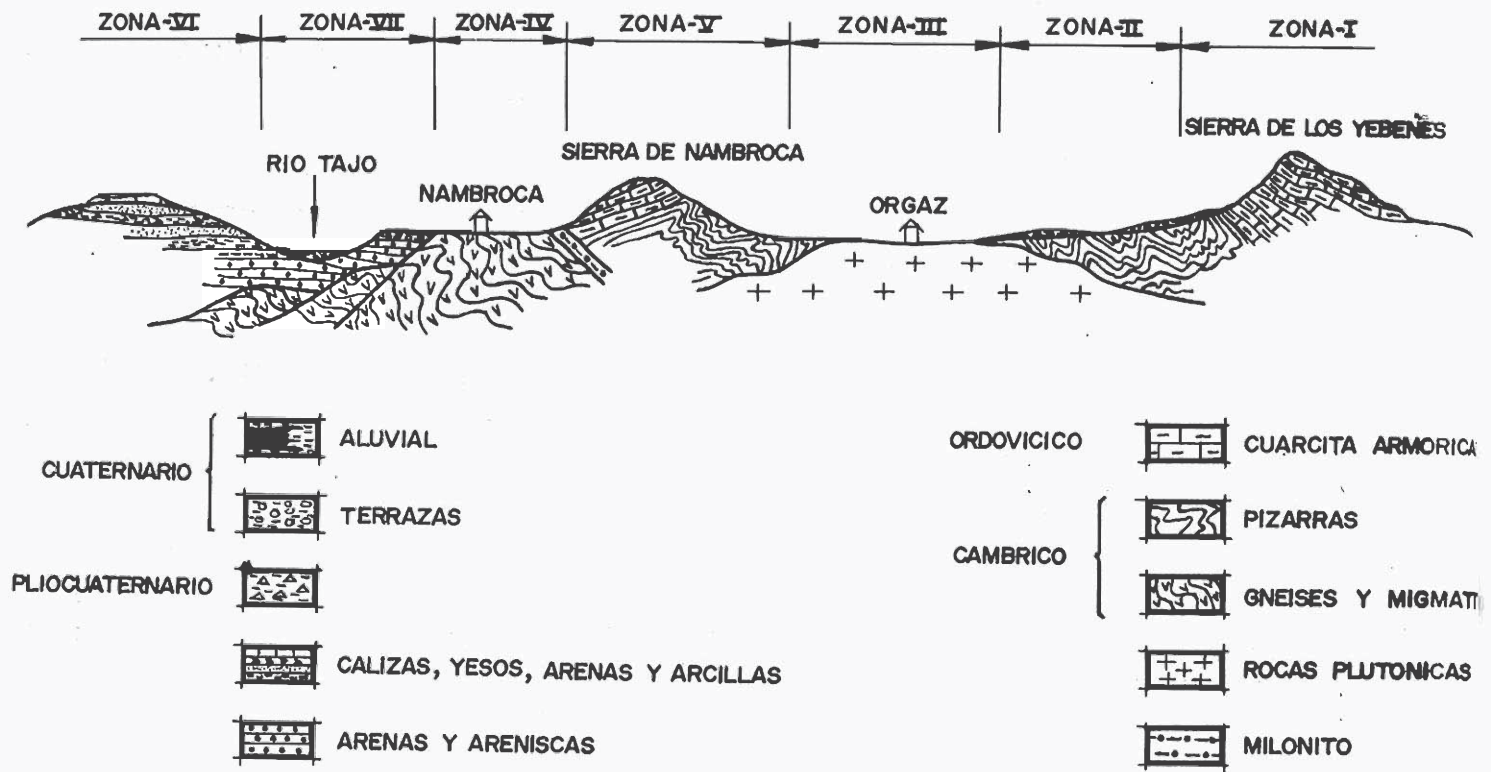 ZONA-VI ZONA-VII ZONA-IV ZONA-V ZONA-III ZONA-II ZONA-I
SIERRA DE LOS YEBENES
RIO TAJO
SIERRA DE NAMBROCA
NAMBROCA
ORGAZ
CUATERNARIO
ALUVIAL
TERRAZAS
PLIOCUATERNARIO
CALIZAS, YESOS, ARENAS Y ARCILLAS
ARENAS Y ARENISCAS
ORDOVICICO
CUARCITA ARMORICA
CAMBRICO
PIZARRAS
GNEISES Y MIGMATI
ROCAS PLUTONICAS
MILONITO